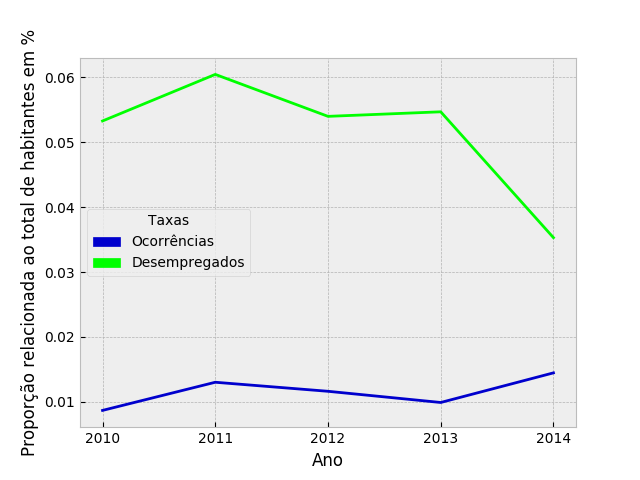 Proporção relacionada ao total de habitantes em %
0.06
0.05
0.04
0.03
0.02
0.01
Taxas
Ocorrências
Desempregados
2010 2011 2012 2013 2014
Ano